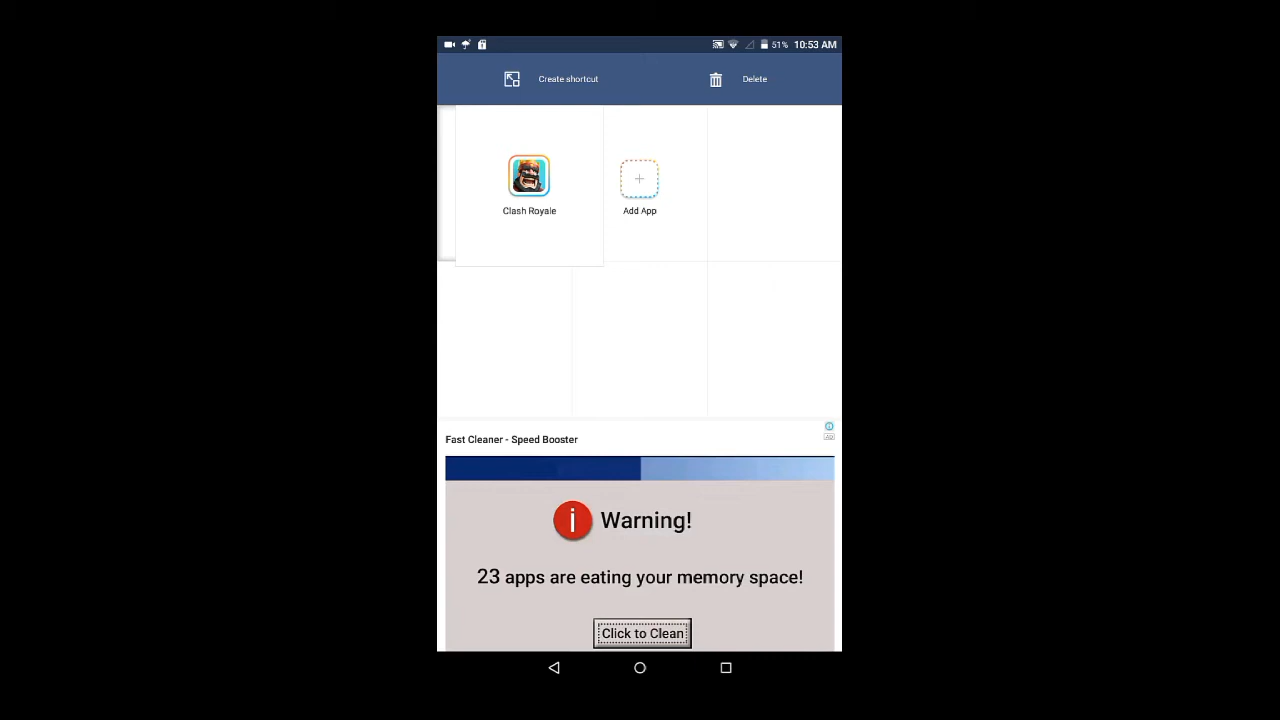 51% 10:53 AM
Create shortcut
Delete
Clash Royale
Add App
Fast Cleaner - Speed Booster
Ad
i Warning!
23 apps are eating your memory space!
Click to Clean